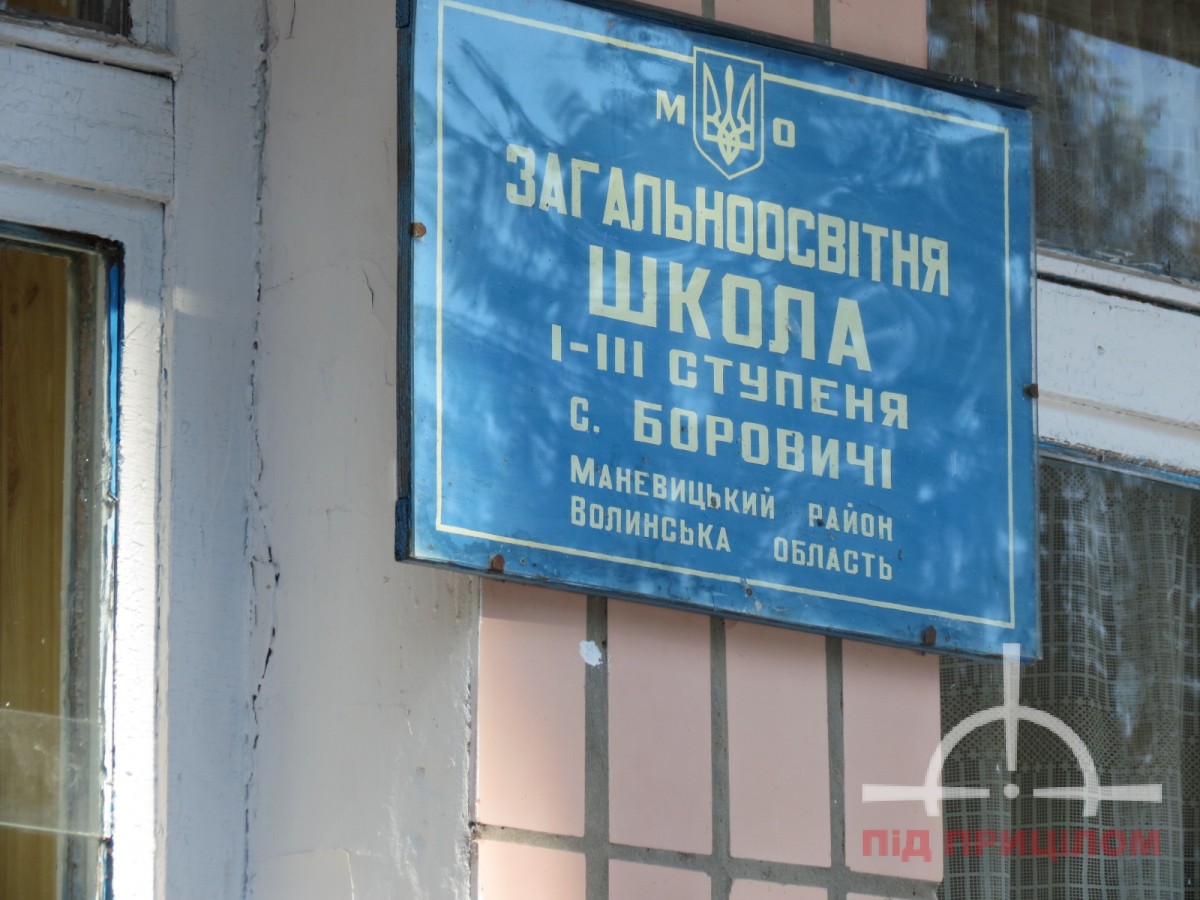 М О
ЗАГАЛЬНООСВІТНЯ
ШКОЛА
І-ІІІ СТУПЕНЯ
С. БОРОВИЧІ
МАНЕВИЦЬКИЙ РАЙОН
ВОЛИНСЬКА ОБЛАСТЬ
ПіД ПРИЦІЛОМ